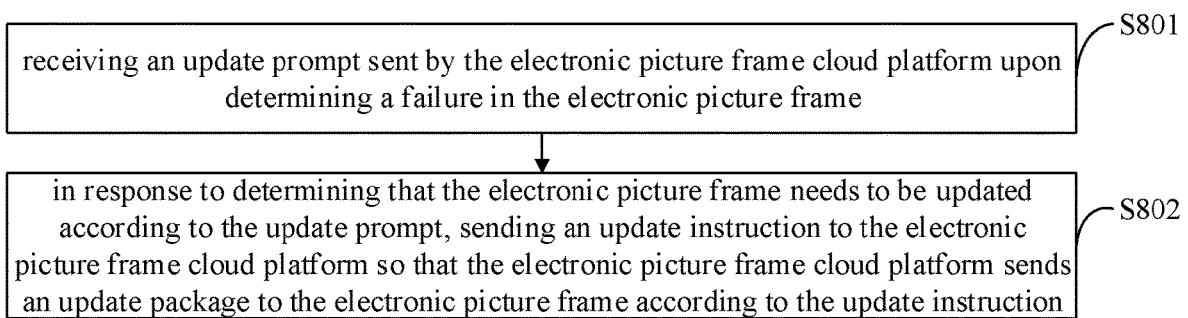 S801
receiving an update prompt sent by the electronic picture frame cloud platform upon
determining a failure in the electronic picture frame
in response to determining that the electronic picture frame needs to be updated
according to the update prompt, sending an update instruction to the electronic
picture frame cloud platform so that the electronic picture frame cloud platform sends
an update package to the electronic picture frame according to the update instruction
S802